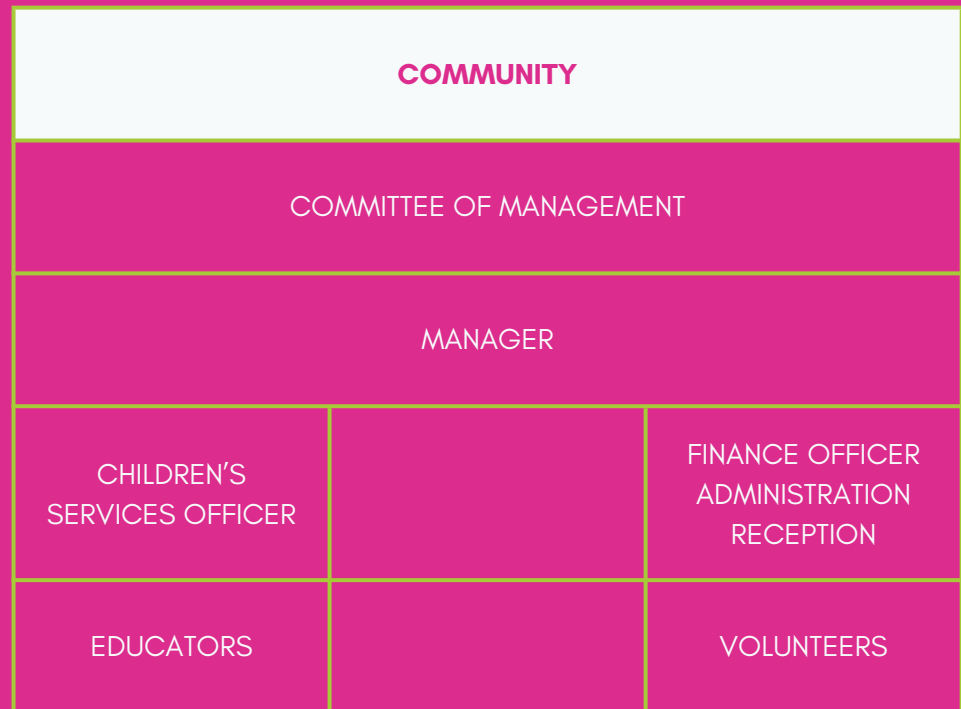 COMMUNITY
COMMITTEE OF MANAGEMENT
MANAGER
CHILDREN’S
SERVICES OFFICER
FINANCE OFFICER
ADMINISTRATION
RECEPTION
EDUCATORS
VOLUNTEERS